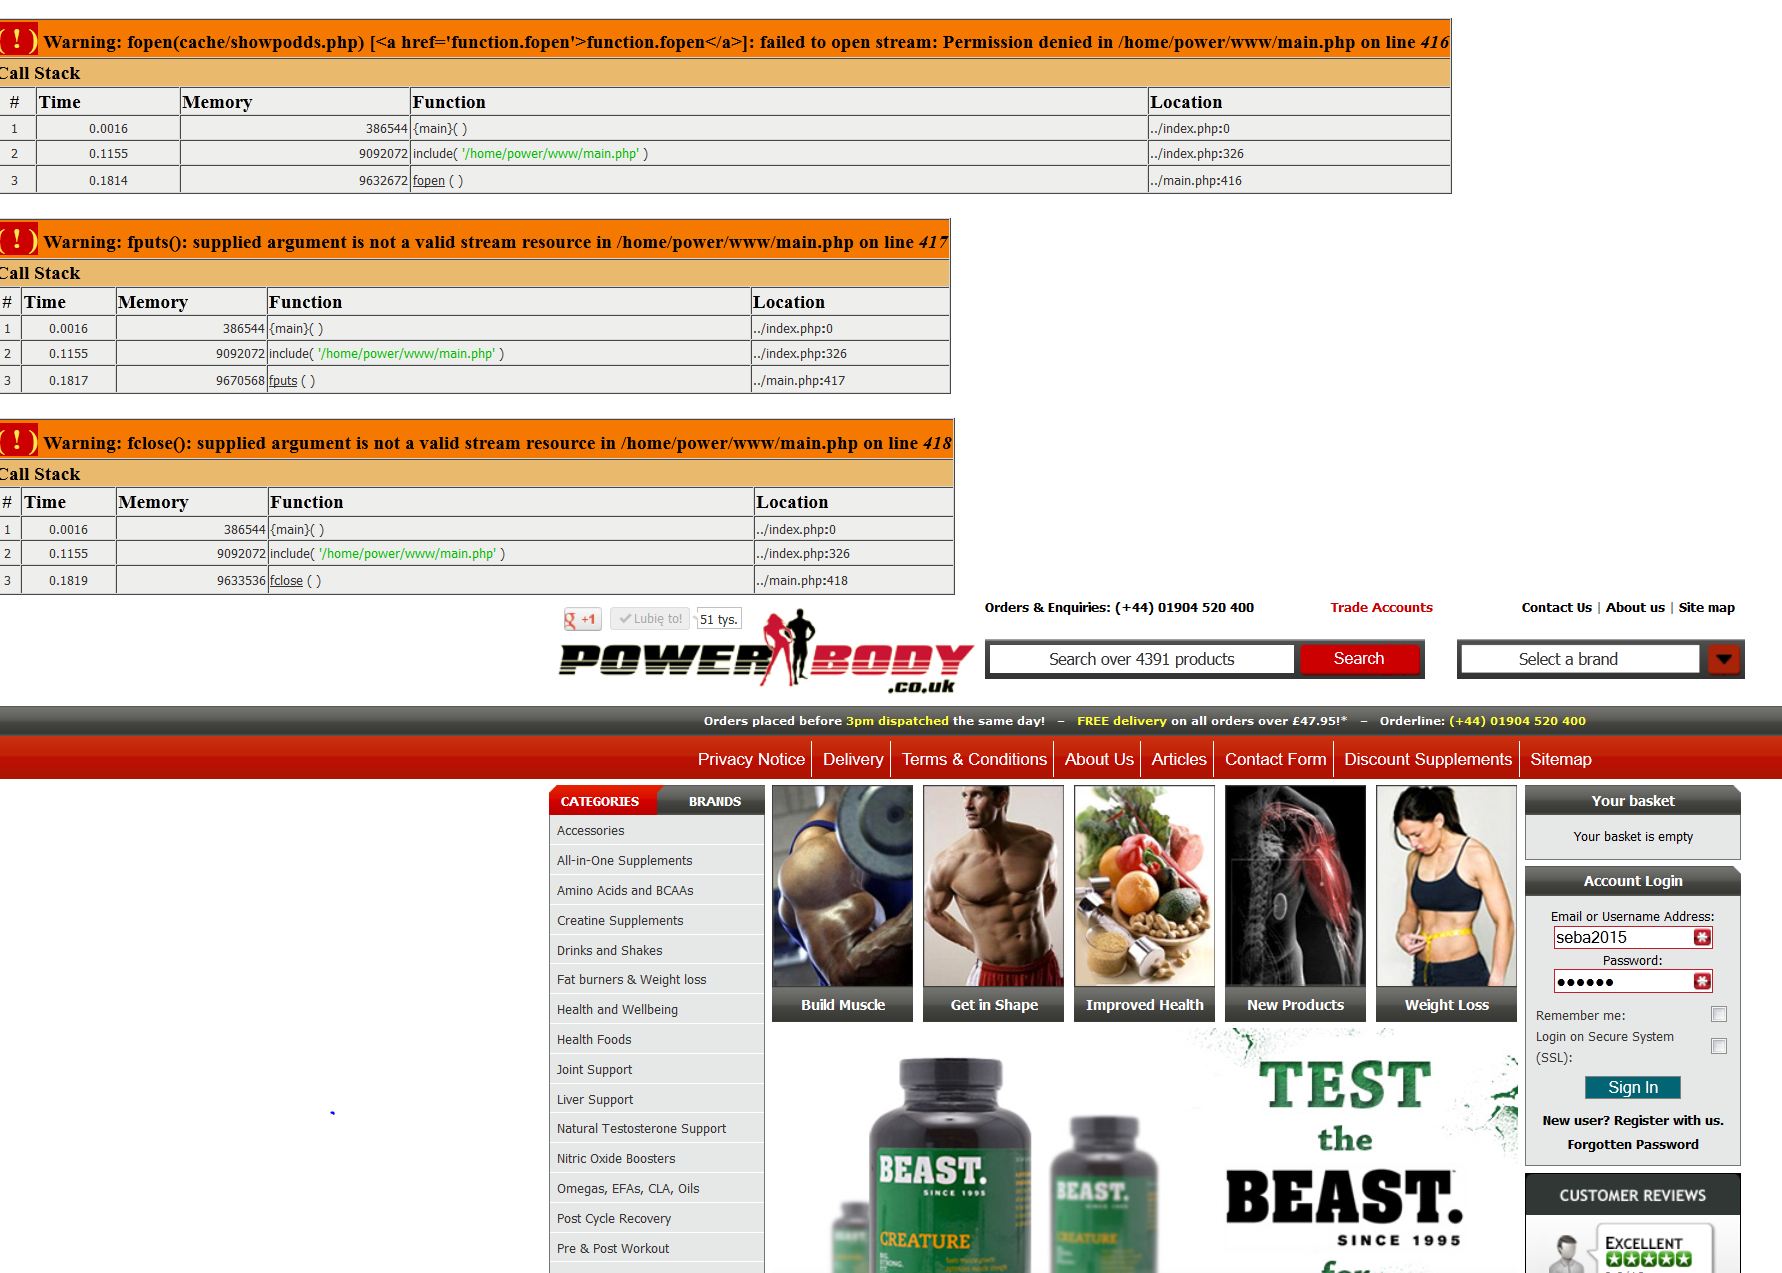 ( ! ) Warning: fopen(cache/showpodds.php) [<a href='function.fopen'>function.fopen</a>]: failed to open stream: Permission denied in /home/power/www/main.php on line 416
Call Stack
# Time Memory Function Location
1 0.0016 386544 {main}( ) ../index.php:0
2 0.1155 9092072 include( '/home/power/www/main.php' ) ../index.php:326
3 0.1814 9632672 fopen ( ) ../main.php:416
( ! ) Warning: fputs(): supplied argument is not a valid stream resource in /home/power/www/main.php on line 417
Call Stack
# Time Memory Function Location
1 0.0016 386544 {main}( ) ../index.php:0
2 0.1155 9092072 include( '/home/power/www/main.php' ) ../index.php:326
3 0.1817 9670568 fputs ( ) ../main.php:417
( ! ) Warning: fclose(): supplied argument is not a valid stream resource in /home/power/www/main.php on line 418
Call Stack
# Time Memory Function Location
1 0.0016 386544 {main}( ) ../index.php:0
2 0.1155 9092072 include( '/home/power/www/main.php' ) ../index.php:326
3 0.1819 9633536 fclose ( ) ../main.php:418
g +1 Lubię to! 51 tys.
Orders & Enquiries: (+44) 01904 520 400 Trade Accounts Contact Us | About us | Site map
POWER BODY
.co.uk
Search over 4391 products Search Select a brand
Orders placed before 3pm dispatched the same day! – FREE delivery on all orders over £47.95!* – Orderline: (+44) 01904 520 400
Privacy Notice Delivery Terms & Conditions About Us Articles Contact Form Discount Supplements Sitemap
CATEGORIES BRANDS
Accessories
All-in-One Supplements
Amino Acids and BCAAs
Creatine Supplements
Drinks and Shakes
Fat burners & Weight loss
Health and Wellbeing
Health Foods
Joint Support
Liver Support
Natural Testosterone Support
Nitric Oxide Boosters
Omegas, EFAs, CLA, Oils
Post Cycle Recovery
Pre & Post Workout
Build Muscle Get in Shape Improved Health New Products Weight Loss
BEAST.
SINCE 1995
CREATURE
BEAST.
CREATURE
TEST
the
BEAST.
SINCE 1995
for
Your basket
Your basket is empty
Account Login
Email or Username Address:
seba2015
Password:
••••••
Remember me:
Login on Secure System
(SSL):
Sign In
New user? Register with us.
Forgotten Password
CUSTOMER REVIEWS
EXCELLENT